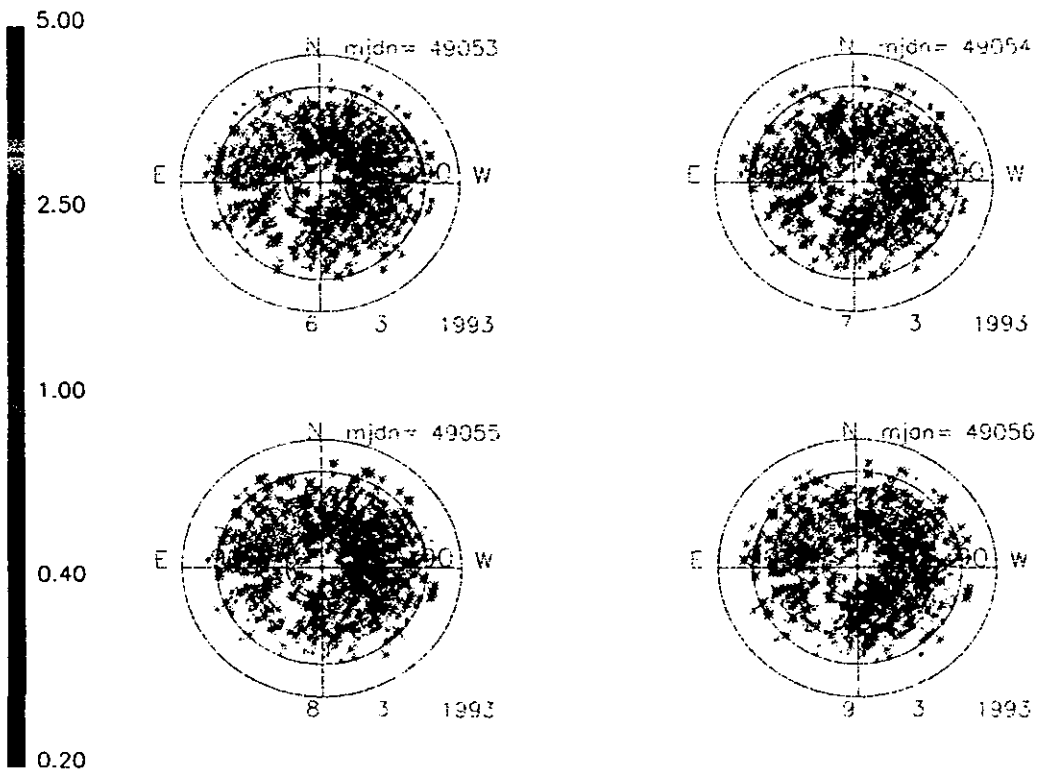 5.00
2.50
1.00
0.40
0.20
N mjdn= 49053
E W
6 3 1993
N mjdn= 49054
E W
7 3 1993
N mjdn= 49055
E W
8 3 1993
N mjdn= 49056
E W
9 3 1993